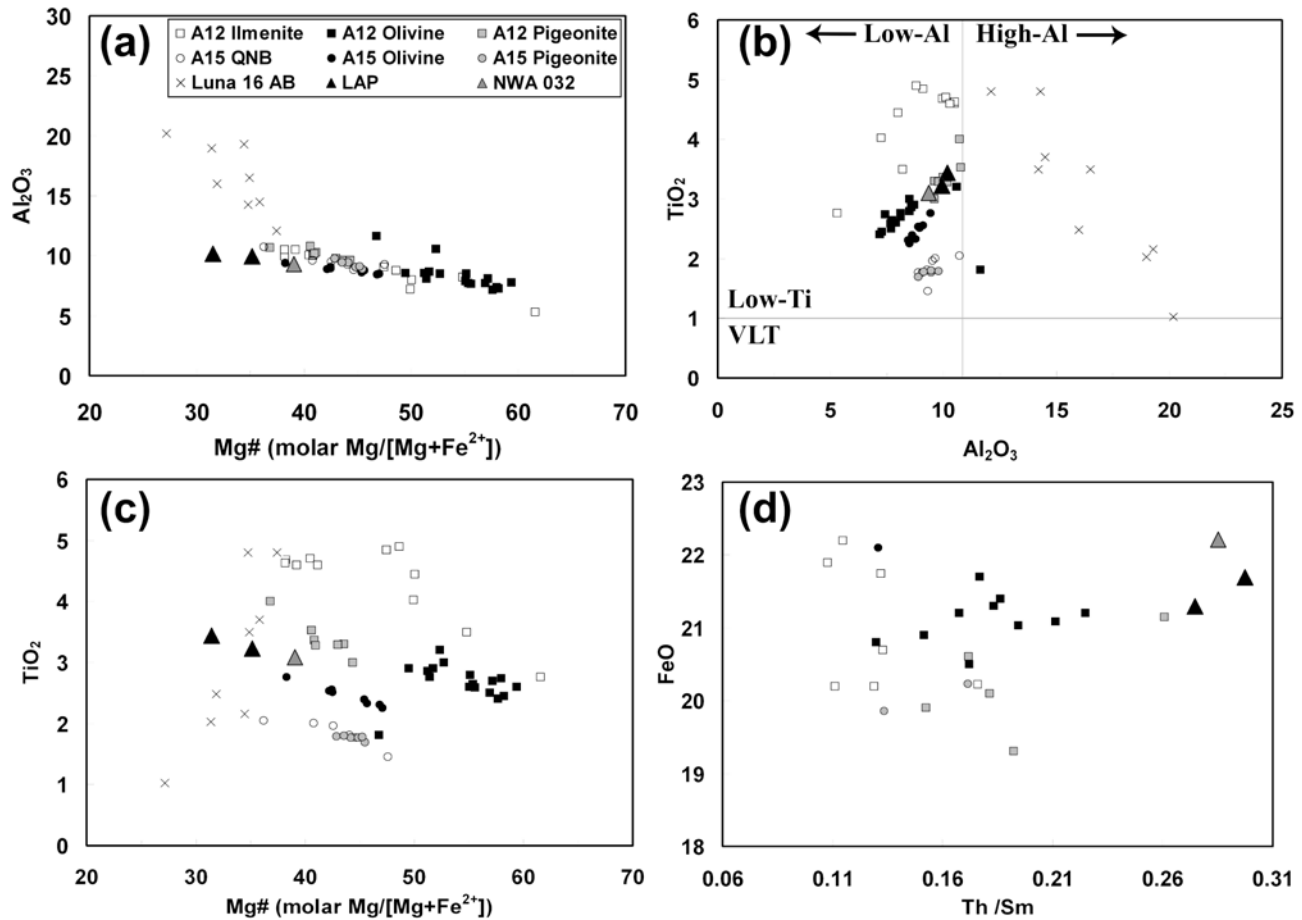 (a)
A12 Ilmenite A12 Olivine A12 Pigeonite
A15 QNB A15 Olivine A15 Pigeonite
Luna 16 AB LAP NWA 032
30
25
20
15
10
5
0
Al₂O₃
20 30 40 50 60 70
Mg# (molar Mg/[Mg+Fe²⁺])
(b)
Low-Al High-Al
6
5
4
3
2
1
0
TiO₂
Low-Ti
VLT
0 5 10 15 20 25
Al₂O₃
(c)
6
5
4
3
2
1
0
TiO₂
20 30 40 50 60 70
Mg# (molar Mg/[Mg+Fe²⁺])
(d)
23
22
21
20
19
18
FeO
0.06 0.11 0.16 0.21 0.26 0.31
Th /Sm